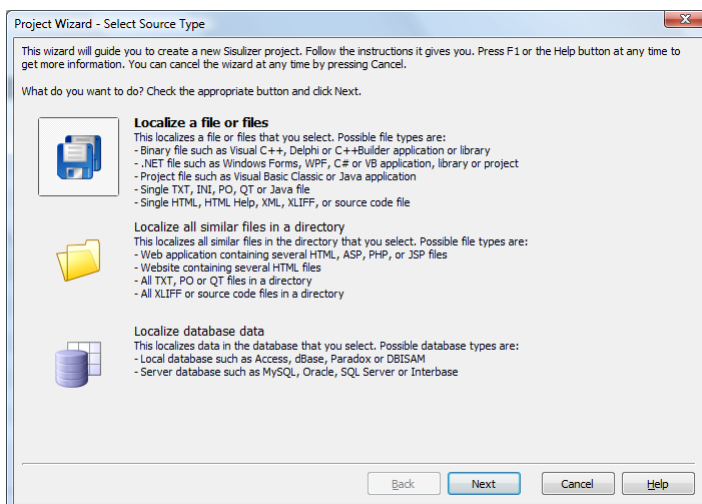 Project Wizard - Select Source Type
This wizard will guide you to create a new Sisulizer project. Follow the instructions it gives you. Press F1 or the Help button at any time to
get more information. You can cancel the wizard at any time by pressing Cancel.
What do you want to do? Check the appropriate button and click Next.
Localize a file or files
This localizes a file or files that you select. Possible file types are:
- Binary file such as Visual C++, Delphi or C++Builder application or library
- .NET file such as Windows Forms, WPF, C# or VB application, library or project
- Project file such as Visual Basic Classic or Java application
- Single TXT, INI, PO, QT or Java file
- Single HTML, HTML Help, XML, XLIFF, or source code file
Localize all similar files in a directory
This localizes all similar files in the directory that you select. Possible file types are:
- Web application containing several HTML, ASP, PHP, or JSP files
- Website containing several HTML files
- All TXT, PO or QT files in a directory
- All XLIFF or source code files in a directory
Localize database data
This localizes data in the database that you select. Possible database types are:
- Local database such as Access, dBase, Paradox or DBISAM
- Server database such as MySQL, Oracle, SQL Server or Interbase
Back Next Cancel Help